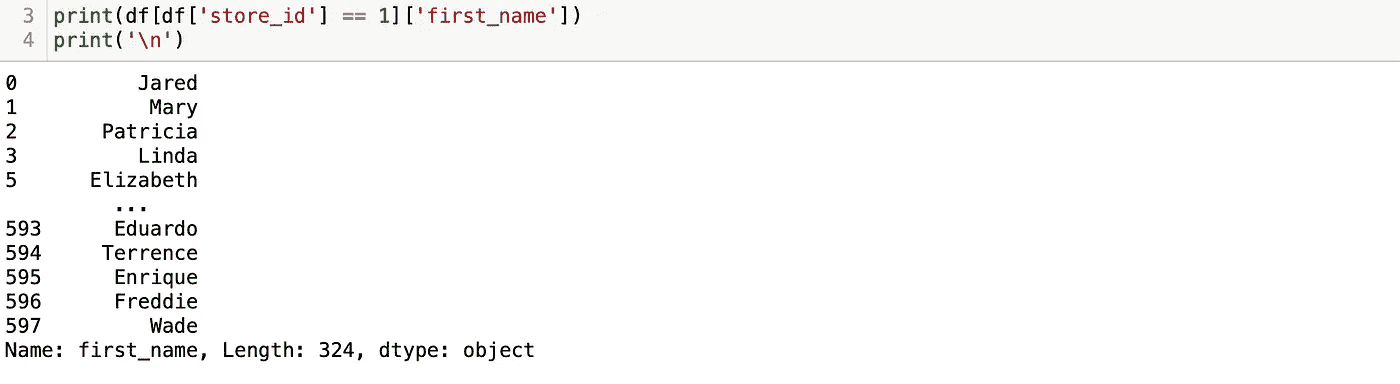 3 print(df[df['store_id'] == 1]['first_name'])
4 print('\n')
0 Jared
1 Mary
2 Patricia
3 Linda
5 Elizabeth
...
593 Eduardo
594 Terrence
595 Enrique
596 Freddie
597 Wade
Name: first_name, Length: 324, dtype: object